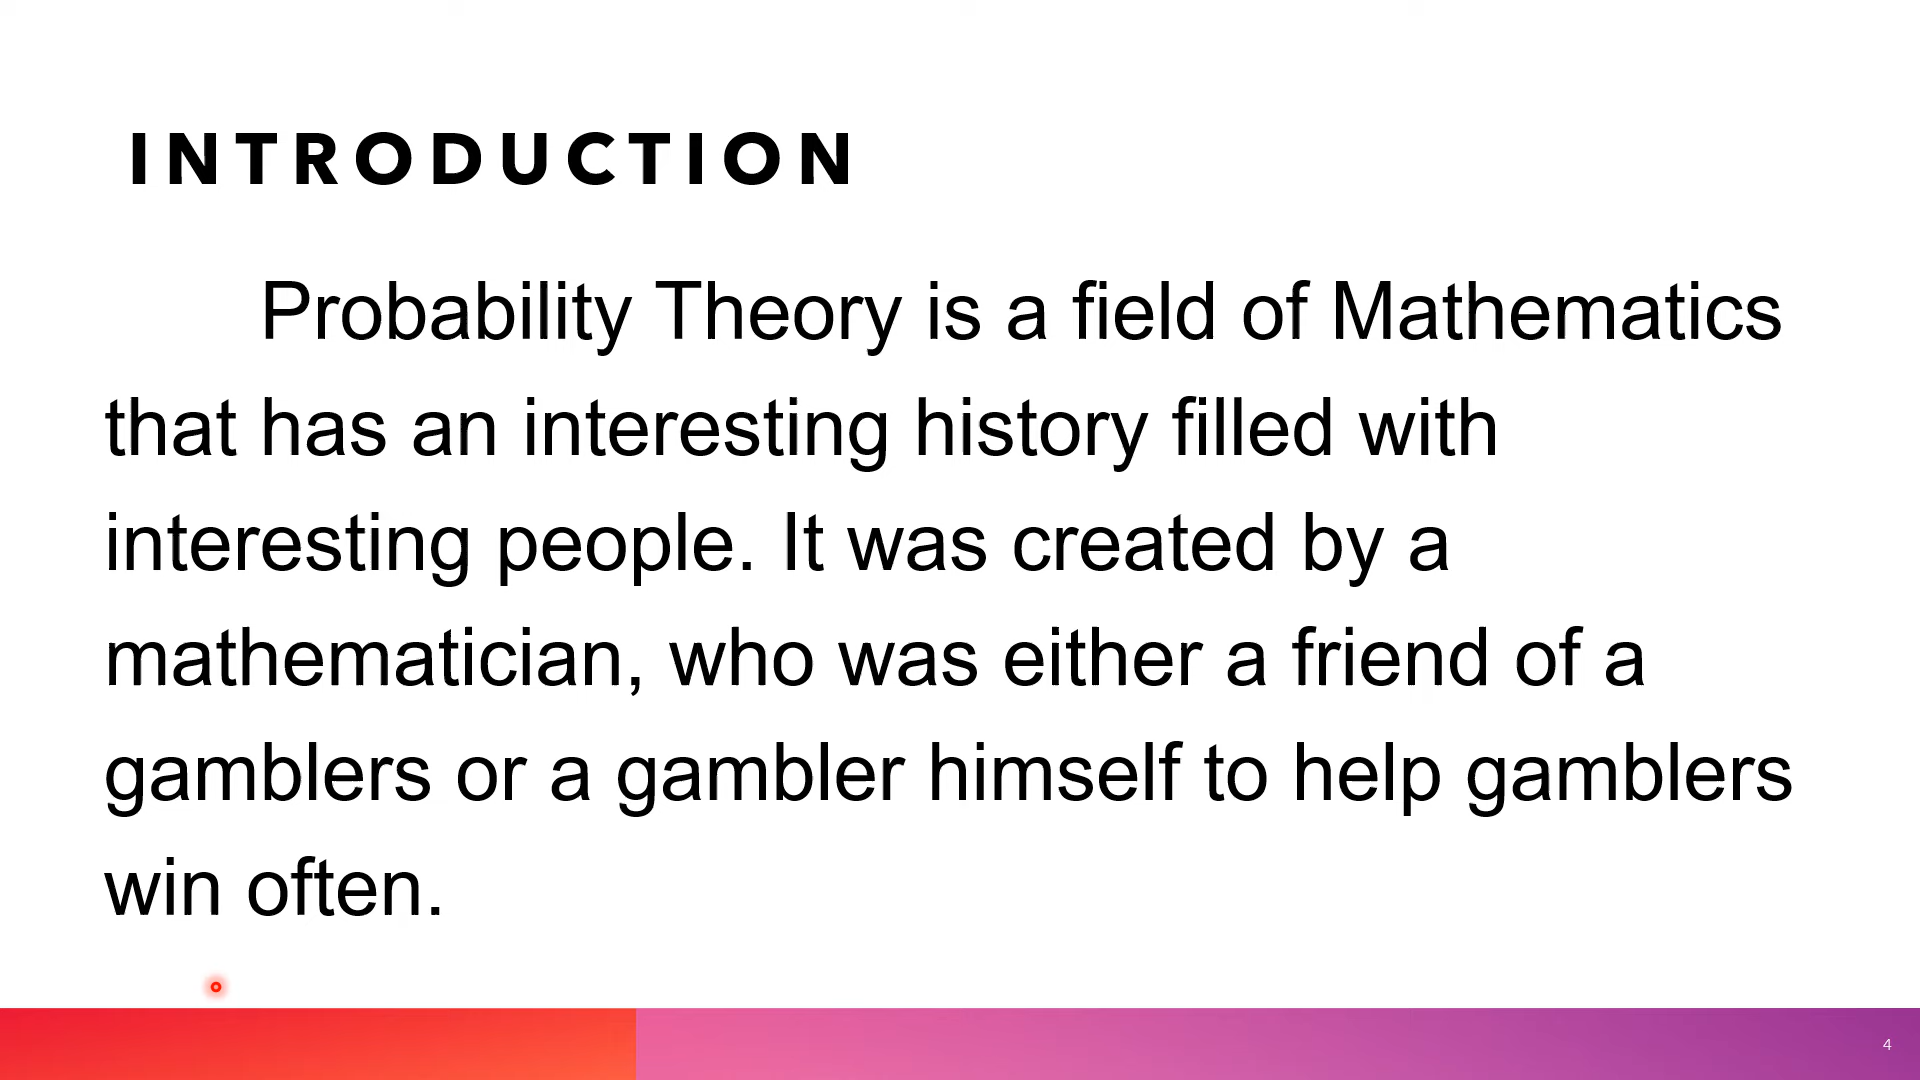 INTRODUCTION
Probability Theory is a field of Mathematics
that has an interesting history filled with
interesting people. It was created by a
mathematician, who was either a friend of a
gamblers or a gambler himself to help gamblers
win often.
4